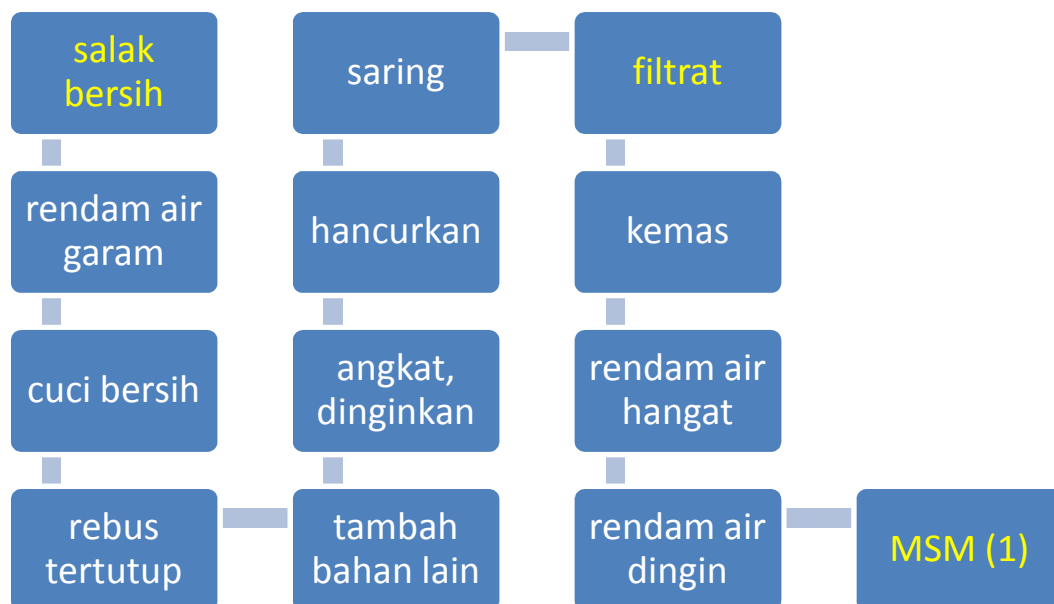 salak
bersih
rendam air
garam
cuci bersih
rebus
tertutup
tambah
bahan lain
angkat,
dinginkan
hancurkan
saring
filtrat
kemas
rendam air
hangat
rendam air
dingin
MSM (1)